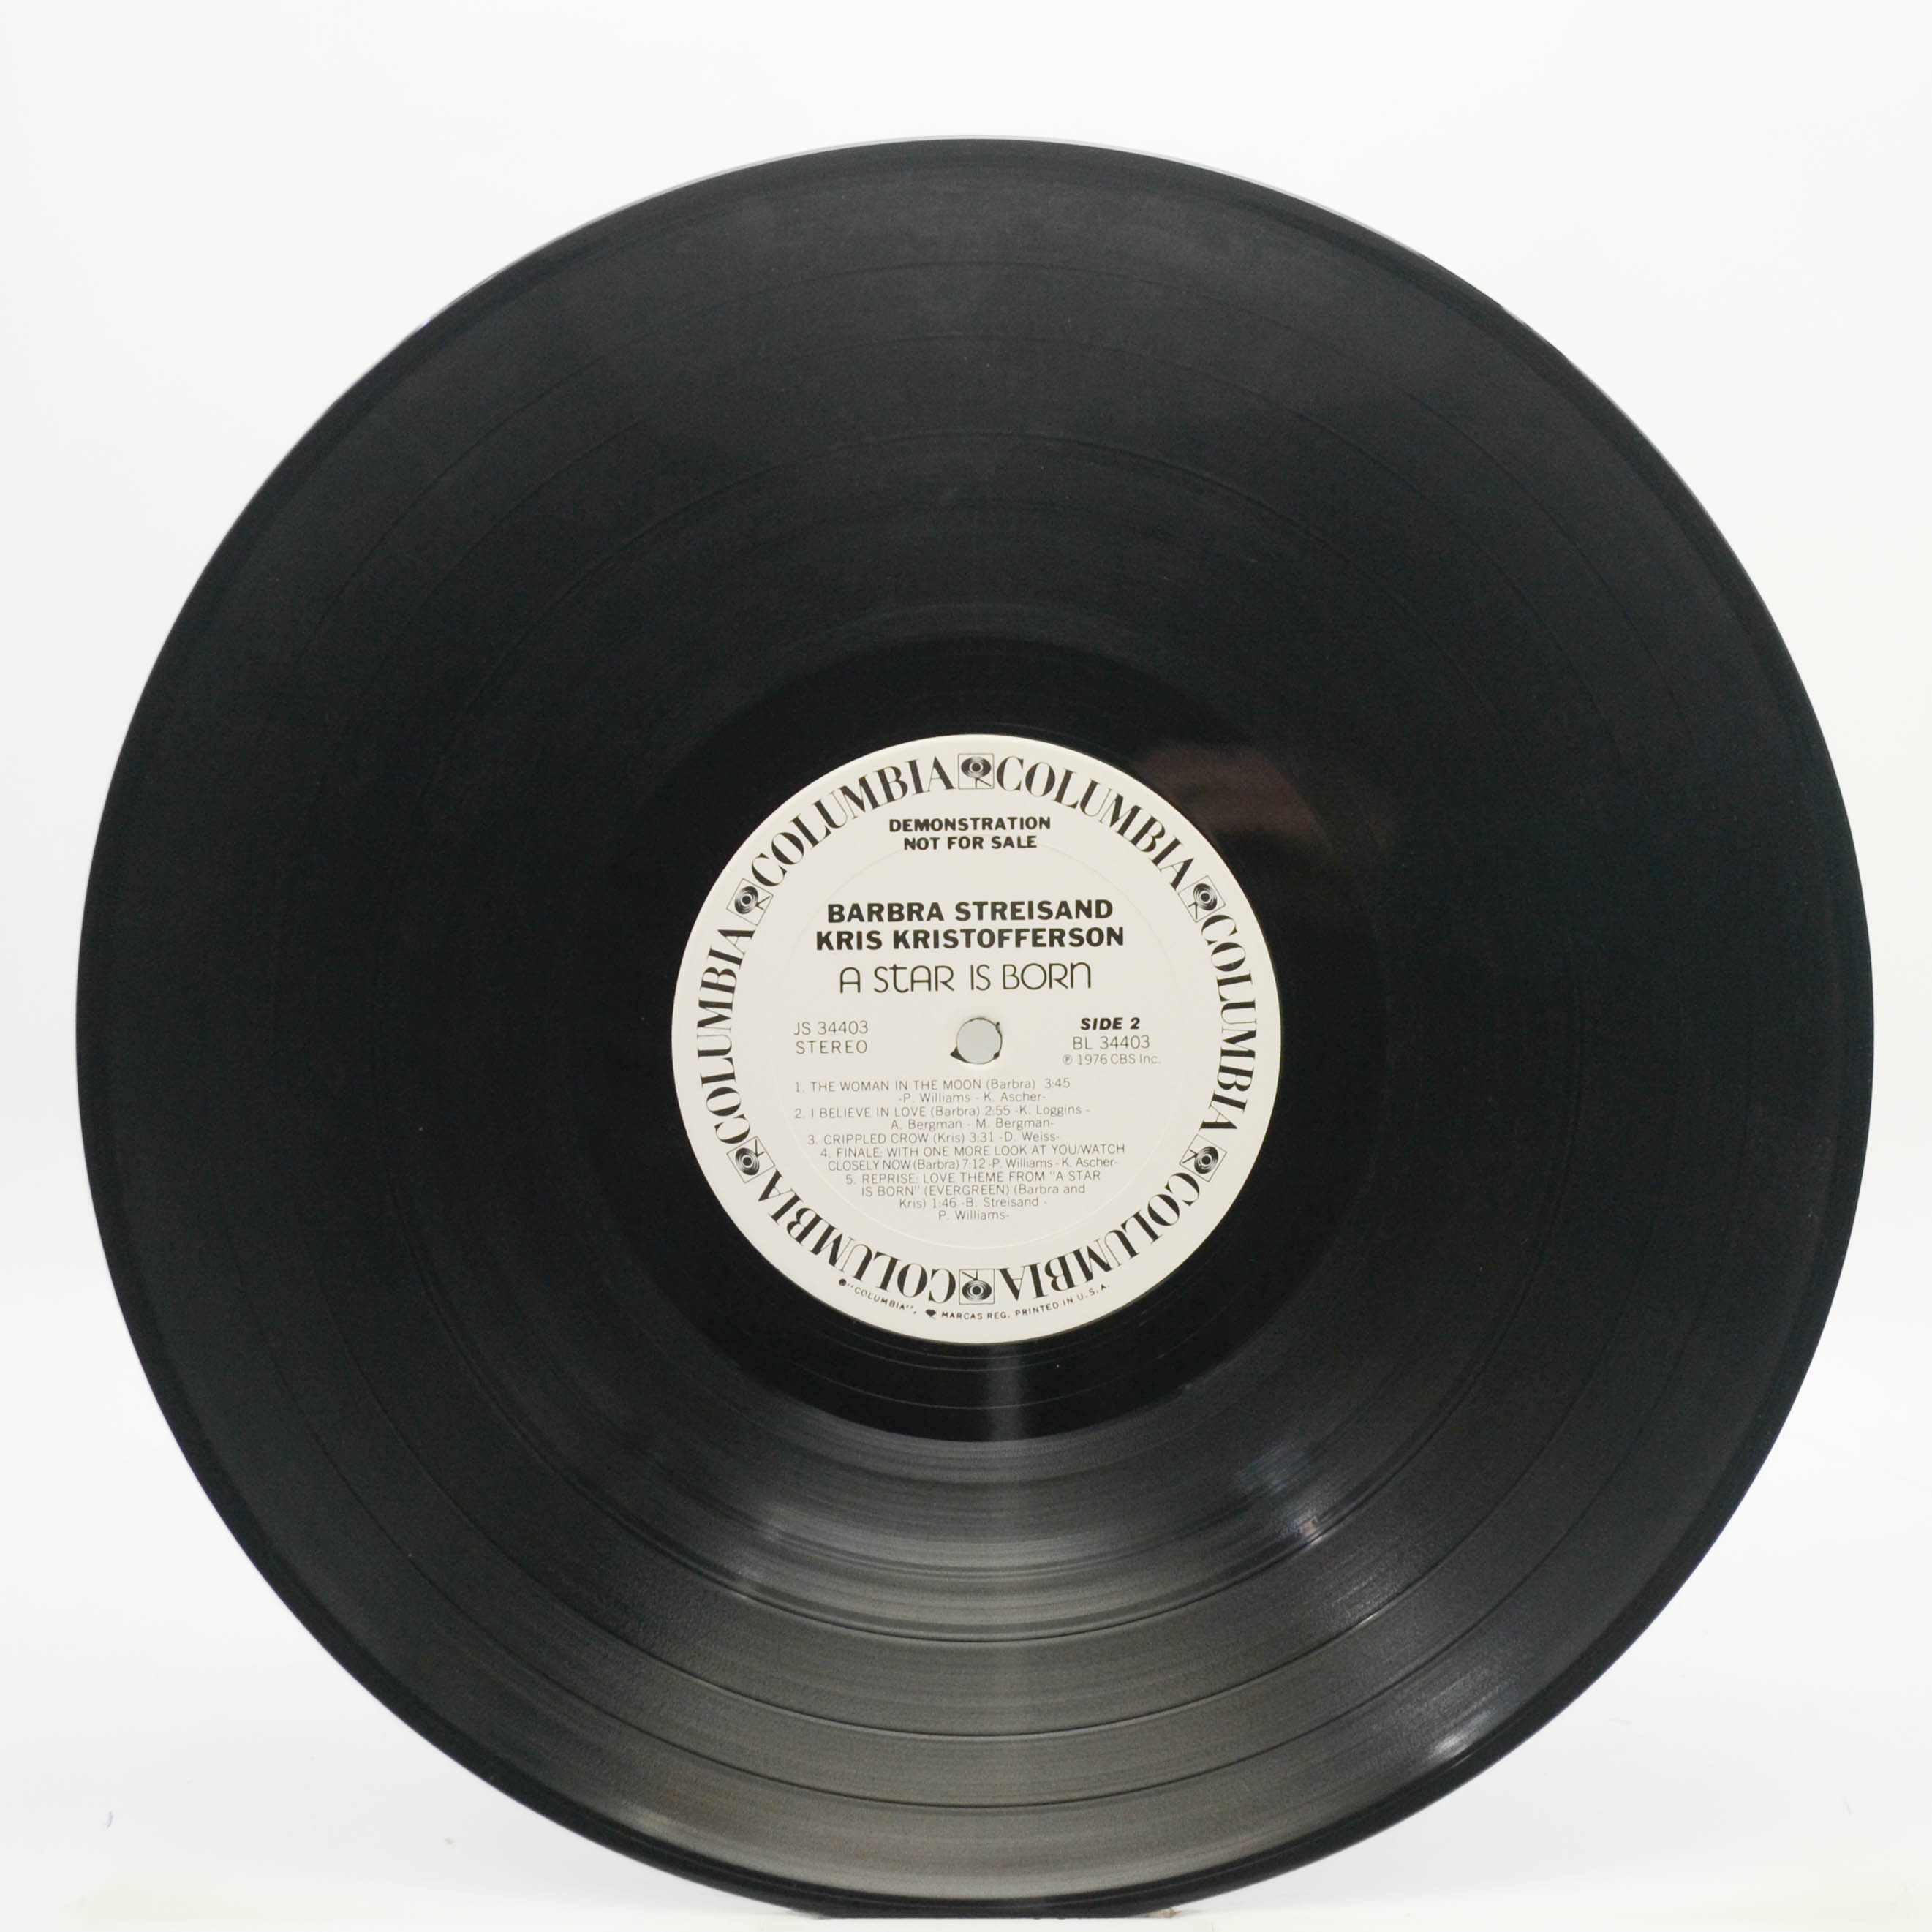 COLUMBIA COLUMBIA COLUMBIA COLUMBIA COLUMBIA COLUMBIA
DEMONSTRATION
NOT FOR SALE
BARBRA STREISAND
KRIS KRISTOFFERSON
A STAR IS BORN
JS 34403
STEREO
SIDE 2
BL 34403
℗ 1976 CBS Inc.
1. THE WOMAN IN THE MOON (Barbra) 3:45
-P. Williams - K. Ascher-
2. I BELIEVE IN LOVE (Barbra) 2:55 -K. Loggins -
A. Bergman - M. Bergman-
3. CRIPPLED CROW (Kris) 3:31 -D. Weiss-
4. FINALE: WITH ONE MORE LOOK AT YOU/WATCH
CLOSELY NOW (Barbra) 7:12 -P. Williams - K. Ascher-
5. REPRISE: LOVE THEME FROM "A STAR
IS BORN" (EVERGREEN) (Barbra and
Kris) 1:46 -B. Streisand -
P. Williams-
"COLUMBIA", MARCAS REG. PRINTED IN U.S.A.